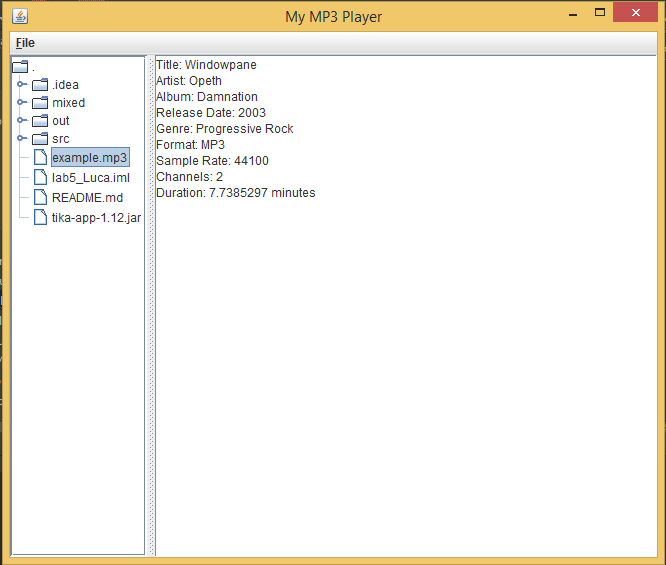 My MP3 Player
File
.
.idea
mixed
out
src
example.mp3
lab5_Luca.iml
README.md
tika-app-1.12.jar
Title: Windowpane
Artist: Opeth
Album: Damnation
Release Date: 2003
Genre: Progressive Rock
Format: MP3
Sample Rate: 44100
Channels: 2
Duration: 7.7385297 minutes